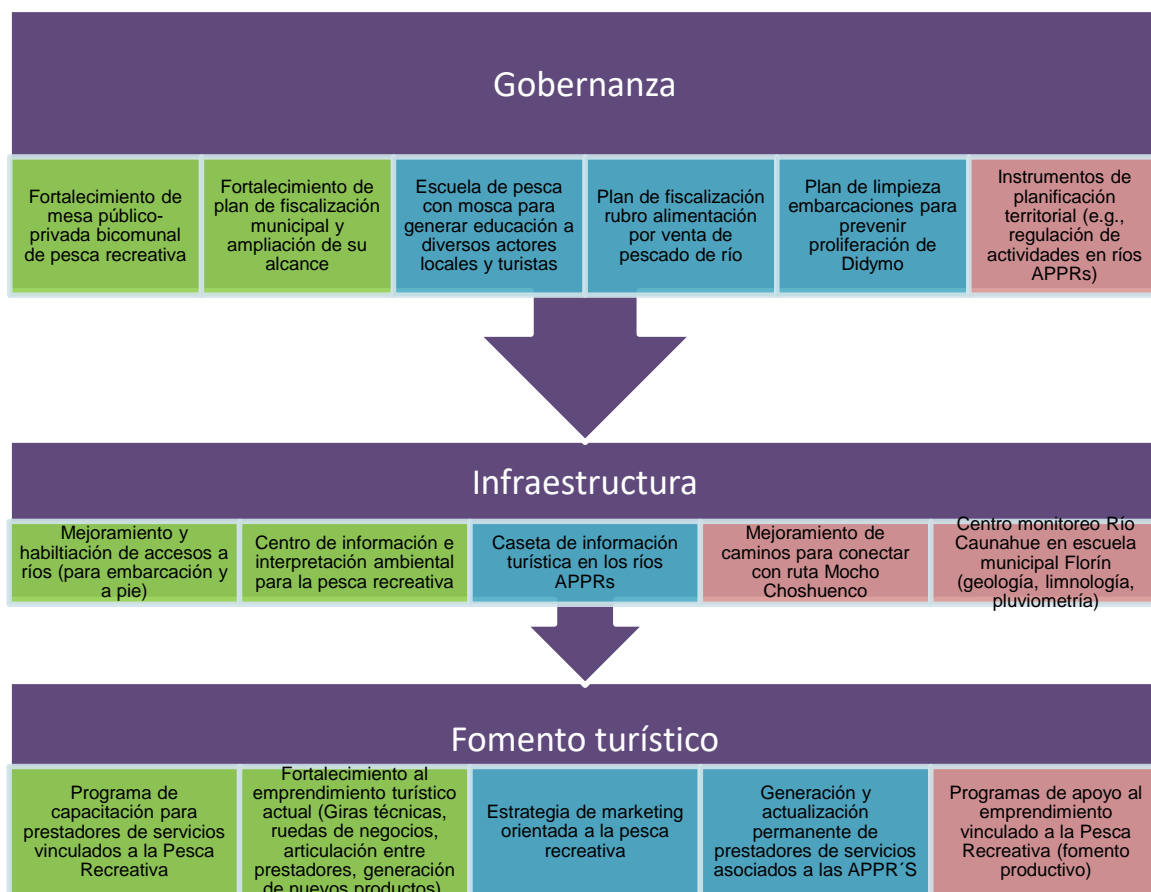 Gobernanza
Fortalecimiento de
mesa público-
privada bicomunal
de pesca recreativa
Fortalecimiento de
plan de fiscalización
municipal y
ampliación de su
alcance
Escuela de pesca
con mosca para
generar educación a
diversos actores
locales y turistas
Plan de fiscalización
rubro alimentación
por venta de
pescado de río
Plan de limpieza
embarcaciones para
prevenir
proliferación de
Didymo
Instrumentos de
planificación
territorial (e.g.,
regulación de
actividades en ríos
APPRs)
Infraestructura
Mejoramiento y
habiltiación de accesos a
ríos (para embarcación y
a pie)
Centro de información e
interpretación ambiental
para la pesca recreativa
Caseta de información
turística en los ríos
APPRs
Mejoramiento de
caminos para conectar
con ruta Mocho
Choshuenco
Centro monitoreo Río
Caunahue en escuela
municipal Florín
(geología, limnología,
pluviometría)
Fomento turístico
Programa de
capacitación para
prestadores de servicios
vinculados a la Pesca
Recreativa
Fortalecimiento al
emprendimiento turístico
actual (Giras técnicas,
ruedas de negocios,
articulación entre
prestadores, generación
de nuevos productos)
Estrategia de marketing
orientada a la pesca
recreativa
Generación y
actualización
permanente de
prestadores de servicios
asociados a las APPR´S
Programas de apoyo al
emprendimiento
vinculado a la Pesca
Recreativa (fomento
productivo)